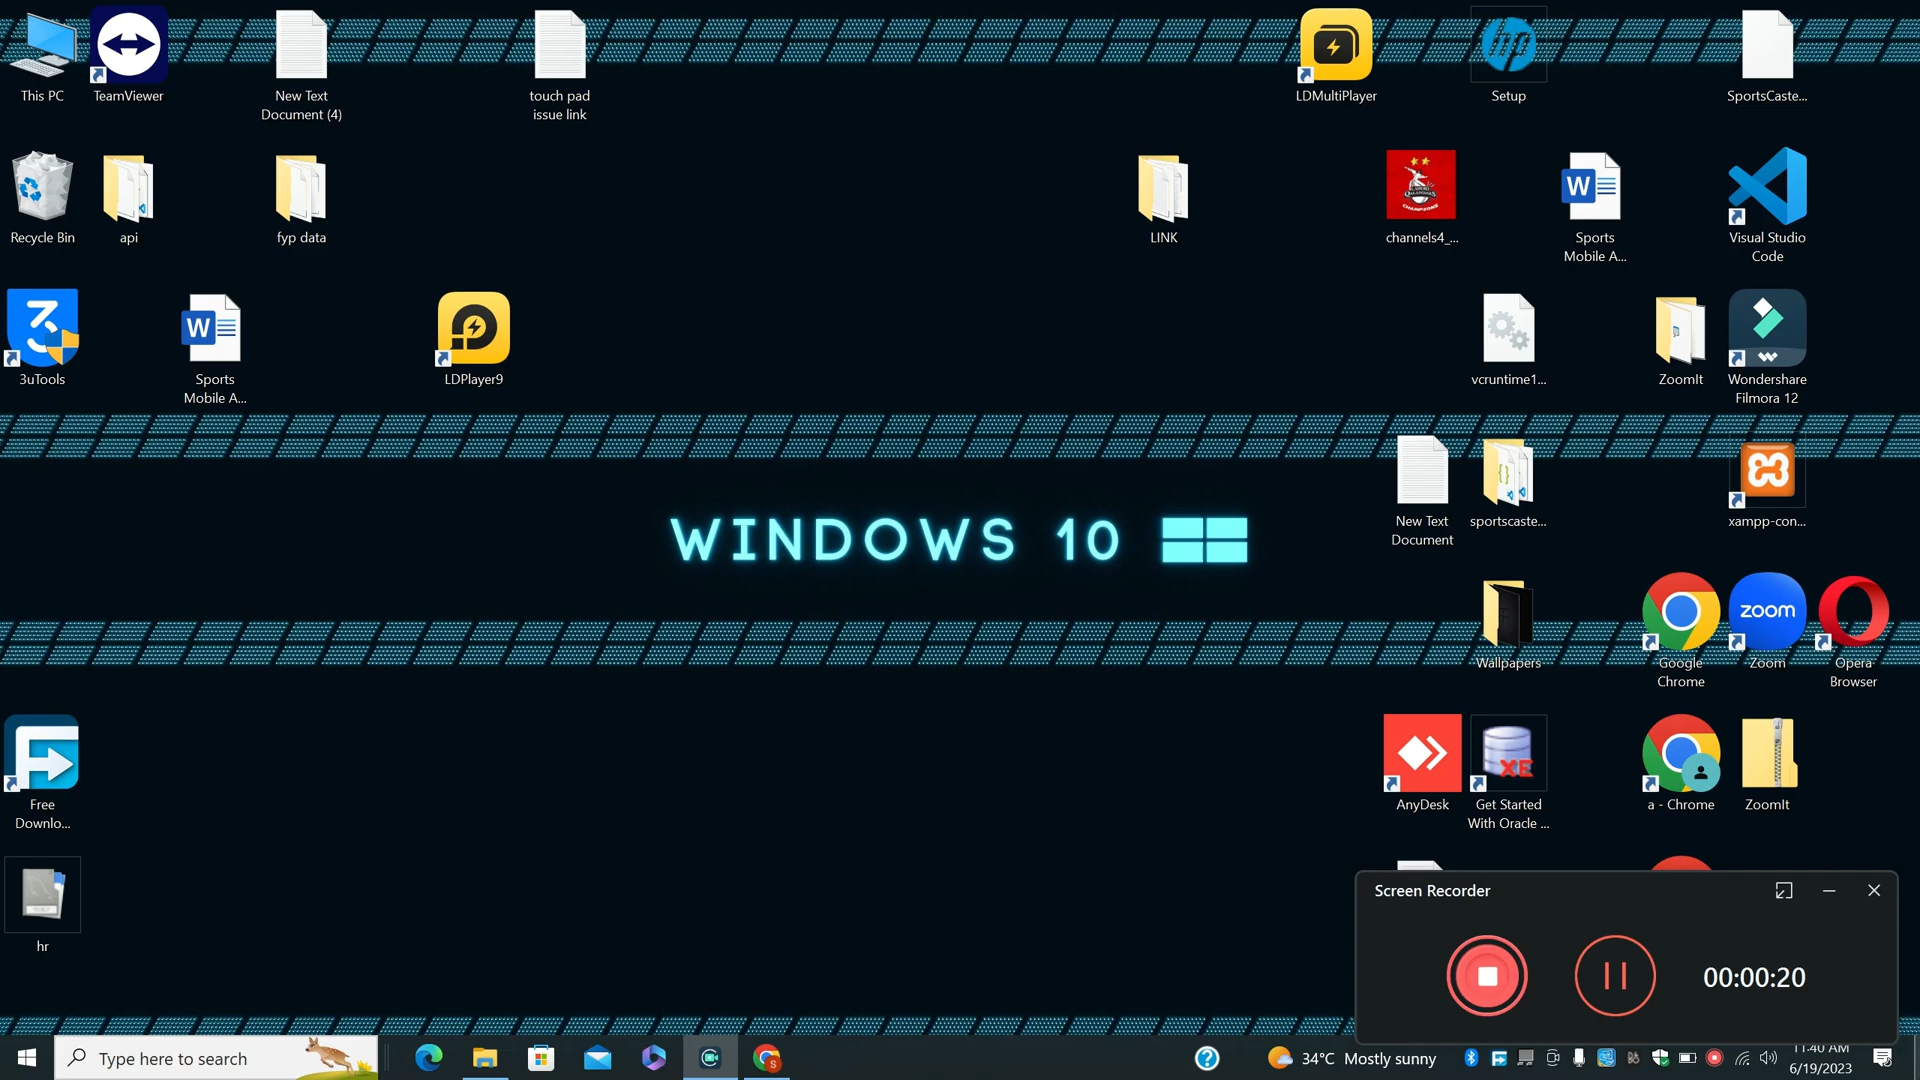 This PC
TeamViewer
New Text
Document (4)
touch pad
issue link
LDMultiPlayer
hp
Setup
SportsCaste...
Recycle Bin
api
fyp data
LINK
CHAMPIONS
channels4_...
W
Sports
Mobile A...
Visual Studio
Code
3uTools
W
Sports
Mobile A...
LDPlayer9
vcruntime1...
ZoomIt
Wondershare
Filmora 12
WINDOWS 10
New Text
Document
sportscaste...
xampp-con...
Wallpapers
Google
Chrome
zoom
Zoom
Opera
Browser
Free
Downlo...
AnyDesk
XE
Get Started
With Oracle ...
a - Chrome
ZoomIt
hr
Screen Recorder
00:00:20
Type here to search
S
34°C Mostly sunny
11:40 AM
6/19/2023